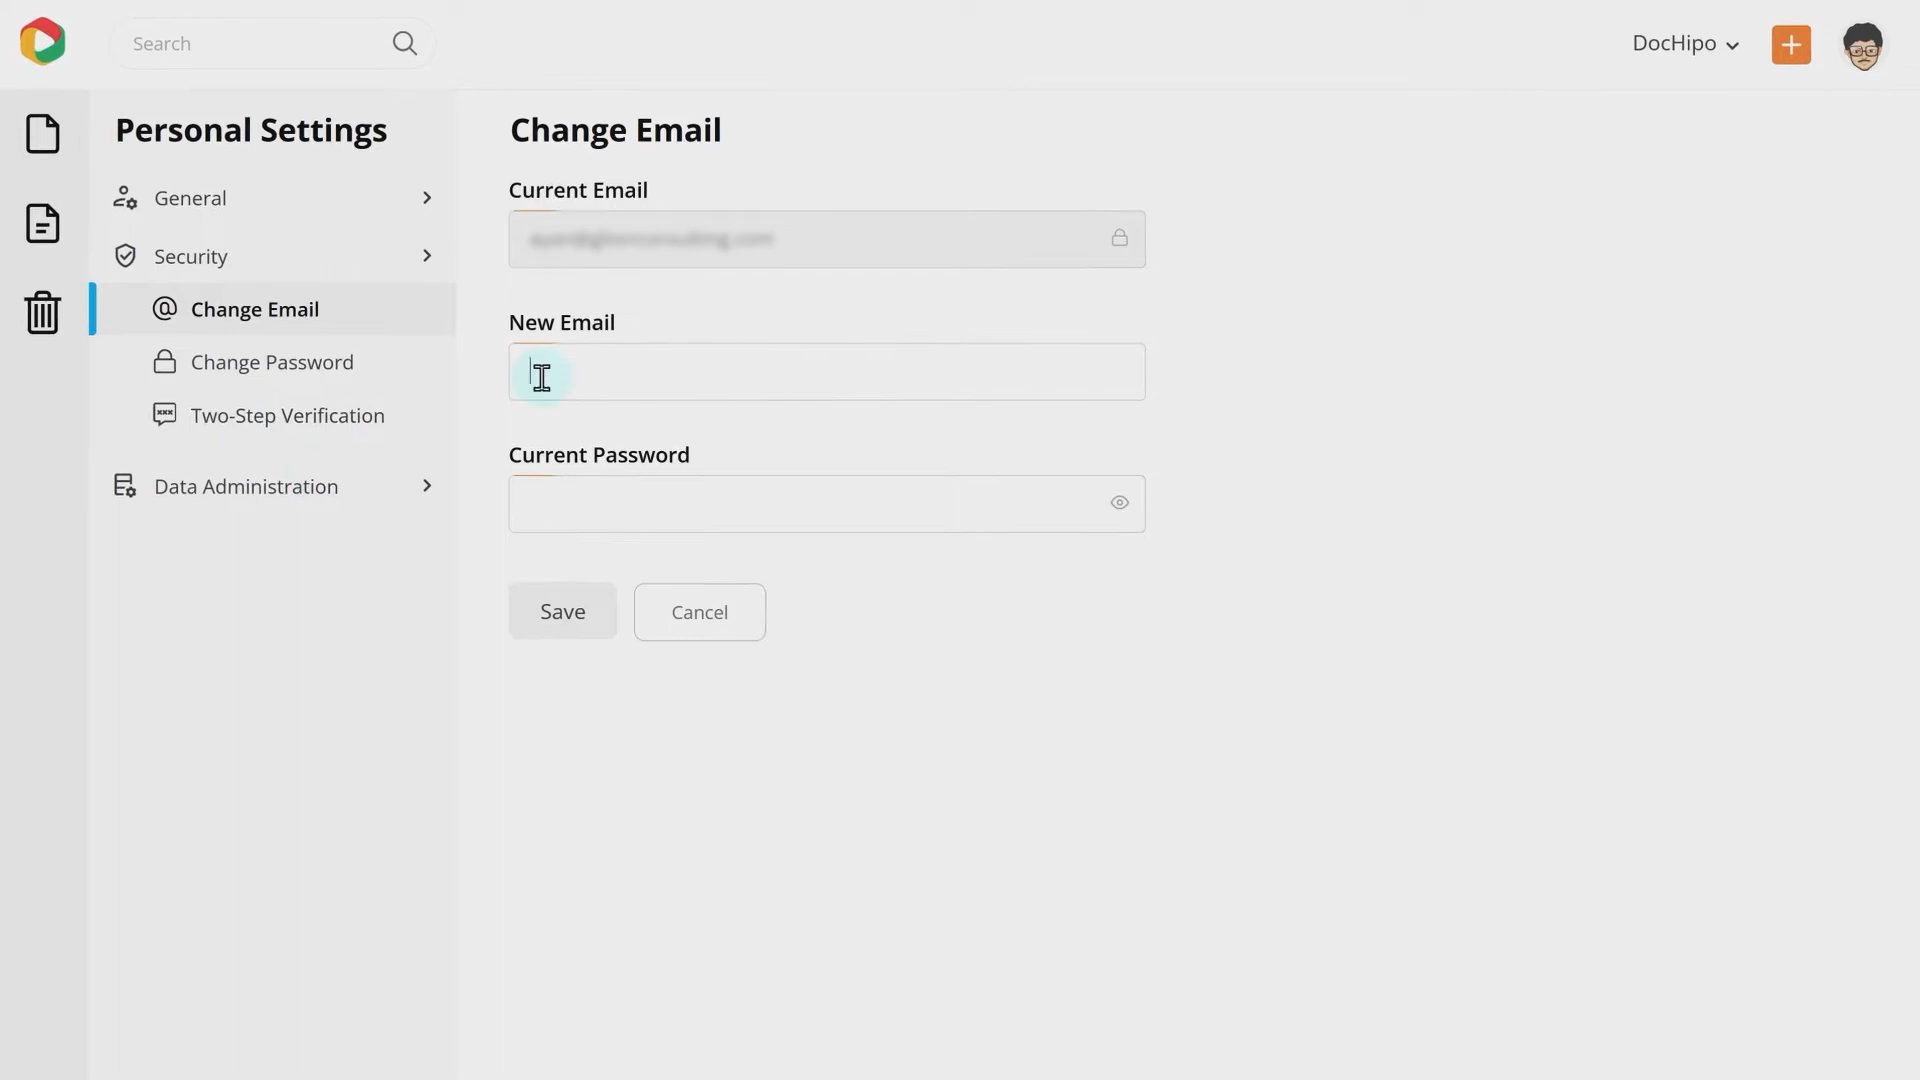 Search
DocHipo
Personal Settings
General
Security
Change Email
Change Password
Two-Step Verification
Data Administration
Change Email
Current Email
New Email
Current Password
Save
Cancel